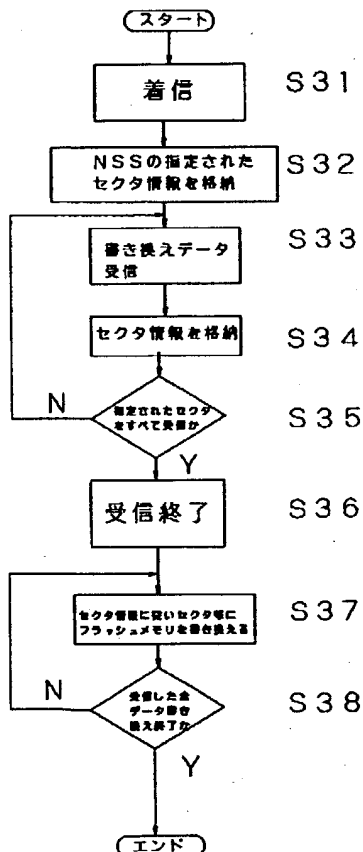 スタート
着信
S31
NSSの指定された
セクタ情報を格納
S32
書き換えデータ
受信
S33
セクタ情報を格納
S34
指定されたセクタ
をすべて受信か
S35
N
Y
受信終了
S36
セクタ情報に従いセクタ毎に
フラッシュメモリを書き換える
S37
受信した全
データ書き
換え終了か
S38
N
Y
エンド